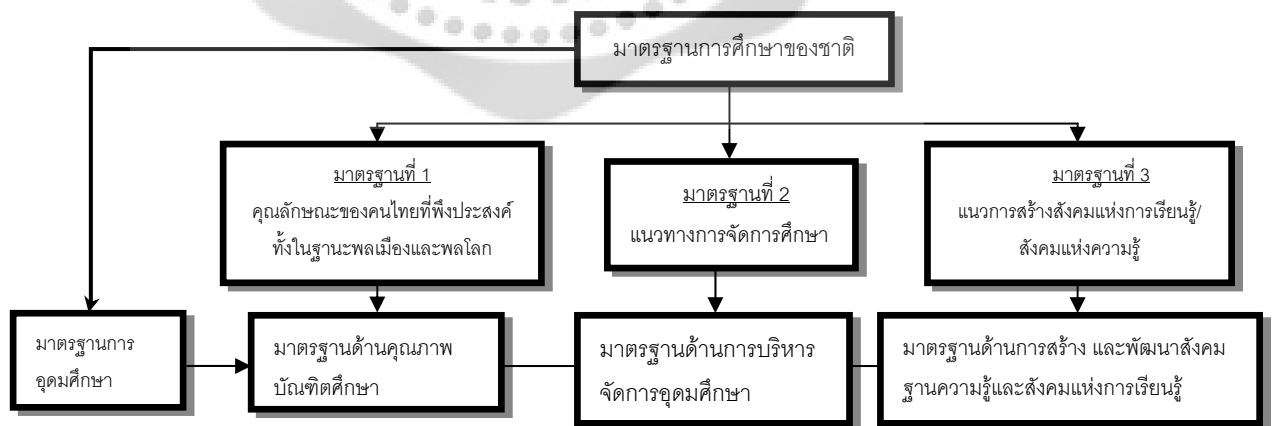 มาตรฐานการศึกษาของชาติ
มาตรฐานที่ 1
คุณลักษณะของคนไทยที่พึงประสงค์
ทั้งในฐานะพลเมืองและพลโลก
มาตรฐานที่ 2
แนวทางการจัดการศึกษา
มาตรฐานที่ 3
แนวการสร้างสังคมแห่งการเรียนรู้/
สังคมแห่งความรู้
มาตรฐานการ
อุดมศึกษา
มาตรฐานด้านคุณภาพ
บัณฑิตศึกษา
มาตรฐานด้านการบริหาร
จัดการอุดมศึกษา
มาตรฐานด้านการสร้าง และพัฒนาสังคม
ฐานความรู้และสังคมแห่งการเรียนรู้